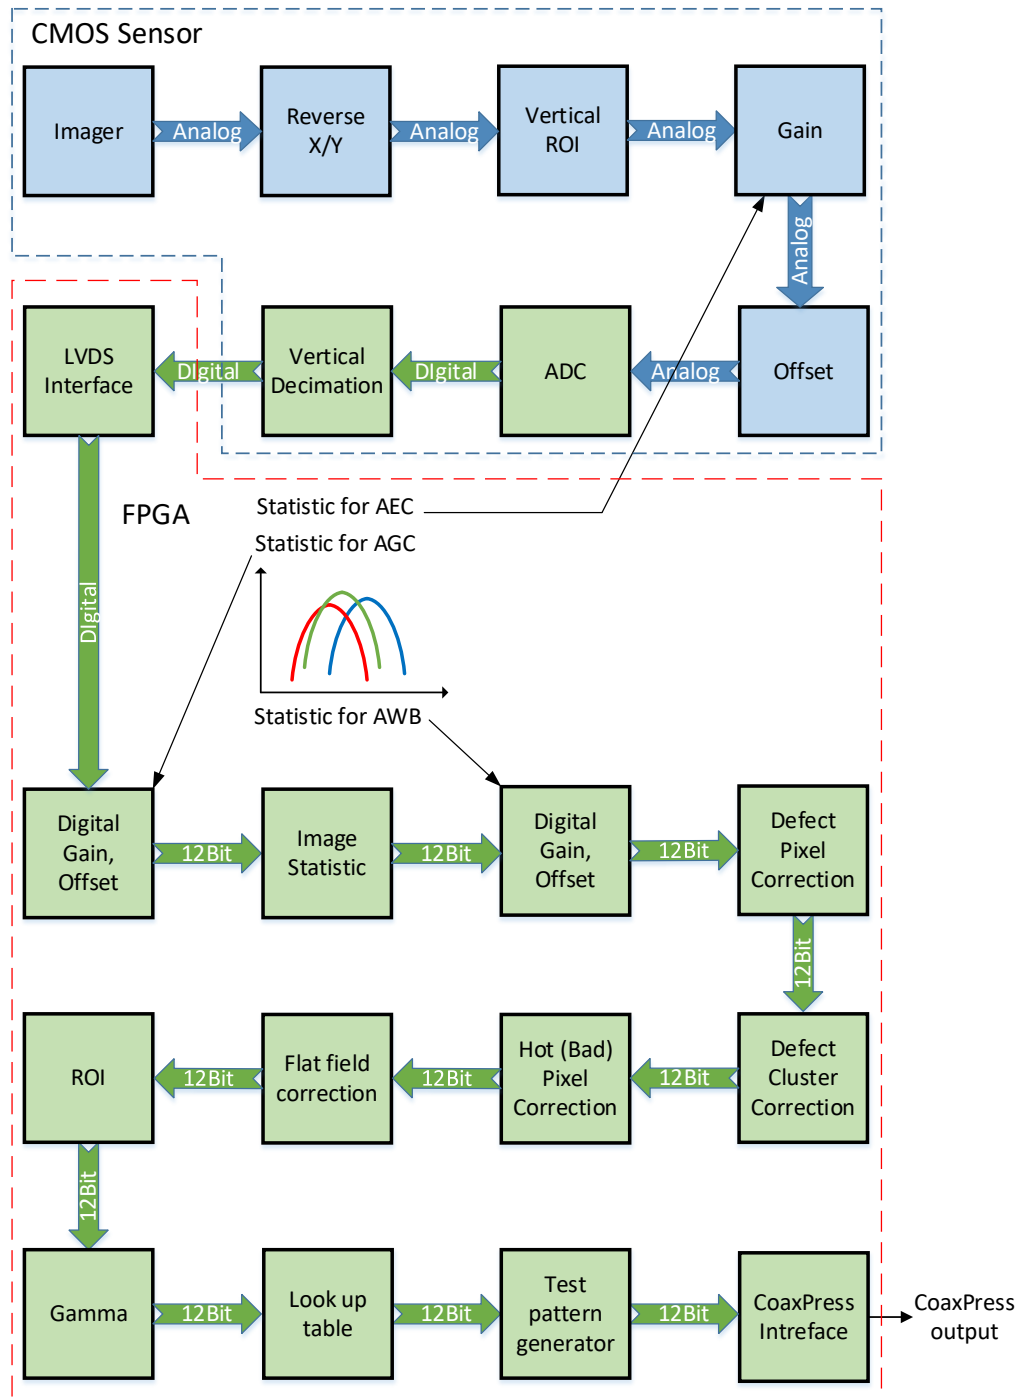 CMOS Sensor
Imager
Analog
Reverse
X/Y
Analog
Vertical
ROI
Analog
Gain
Analog
LVDS
Interface
DIgital
Vertical
Decimation
DIgital
ADC
Analog
Offset
DIgital
FPGA
Statistic for AEC
Statistic for AGC
Statistic for AWB
Digital
Gain,
Offset
12Bit
Image
Statistic
12Bit
Digital
Gain,
Offset
12Bit
Defect
Pixel
Correction
12Bit
ROI
12Bit
Flat field
correction
12Bit
Hot (Bad)
Pixel
Correction
12Bit
Defect
Cluster
Correction
12Bit
Gamma
12Bit
Look up
table
12Bit
Test
pattern
generator
12Bit
CoaxPress
Intreface
CoaxPress
output